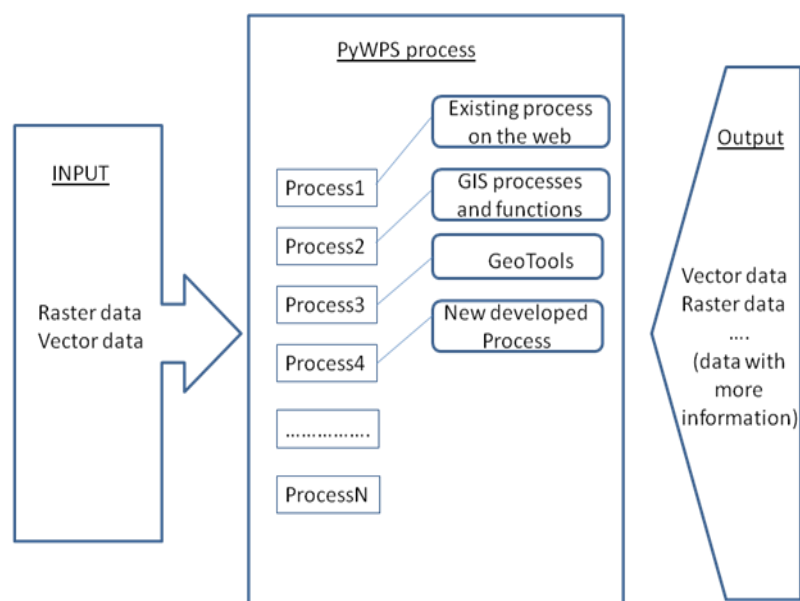 PyWPS process
INPUT
Raster data
Vector data
Process1
Process2
Process3
Process4
…………….
ProcessN
Existing process
on the web
GIS processes
and functions
GeoTools
New developed
Process
Output
Vector data
Raster data
….
(data with
more
information)